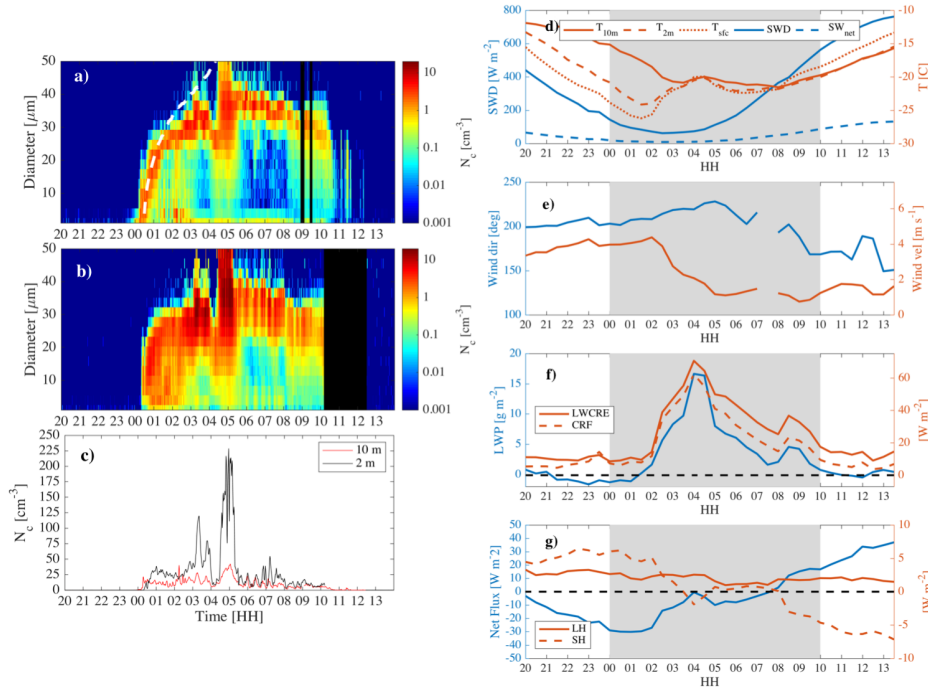 a)
Diameter [μm]
50
40
30
20
10
20 21 22 23 00 01 02 03 04 05 06 07 08 09 10 11 12 13
10
1
0.1
0.01
0.001
N_c [cm^-3]
b)
Diameter [μm]
50
40
30
20
10
20 21 22 23 00 01 02 03 04 05 06 07 08 09 10 11 12 13
10
1
0.1
0.01
0.001
N_c [cm^-3]
c)
N_c [cm^-3]
250
225
200
175
150
125
100
75
50
25
0
10 m
2 m
20 21 22 23 00 01 02 03 04 05 06 07 08 09 10 11 12 13
Time [HH]
d)
T_10m T_2m T_sfc SWD SW_net
SWD [W m^-2]
800
600
400
200
0
T [C]
-10
-15
-20
-25
-30
20 21 22 23 00 01 02 03 04 05 06 07 08 09 10 11 12 13
HH
e)
Wind dir [deg]
250
200
150
100
Wind vel [m s^-1]
6
4
2
0
20 21 22 23 00 01 02 03 04 05 06 07 08 09 10 11 12 13
HH
f)
LWP [g m^-2]
20
15
10
5
0
LWCRE
CRF
[W m^-2]
60
40
20
0
20 21 22 23 00 01 02 03 04 05 06 07 08 09 10 11 12 13
HH
g)
Net Flux [W m^-2]
50
40
30
20
10
0
-10
-20
-30
-40
-50
LH
SH
[W m^-2]
10
5
0
-5
-10
20 21 22 23 00 01 02 03 04 05 06 07 08 09 10 11 12 13
HH